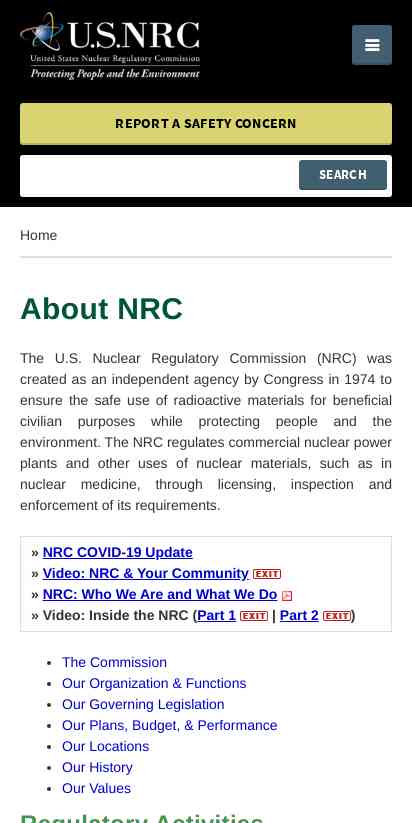 U.S.NRC
United States Nuclear Regulatory Commission
Protecting People and the Environment
REPORT A SAFETY CONCERN
SEARCH
Home
About NRC
The U.S. Nuclear Regulatory Commission (NRC) was
created as an independent agency by Congress in 1974 to
ensure the safe use of radioactive materials for beneficial
civilian purposes while protecting people and the
environment. The NRC regulates commercial nuclear power
plants and other uses of nuclear materials, such as in
nuclear medicine, through licensing, inspection and
enforcement of its requirements.
» NRC COVID-19 Update
» Video: NRC & Your Community EXIT
» NRC: Who We Are and What We Do
» Video: Inside the NRC (Part 1 EXIT | Part 2 EXIT)
• The Commission
• Our Organization & Functions
• Our Governing Legislation
• Our Plans, Budget, & Performance
• Our Locations
• Our History
• Our Values
Regulatory Activities